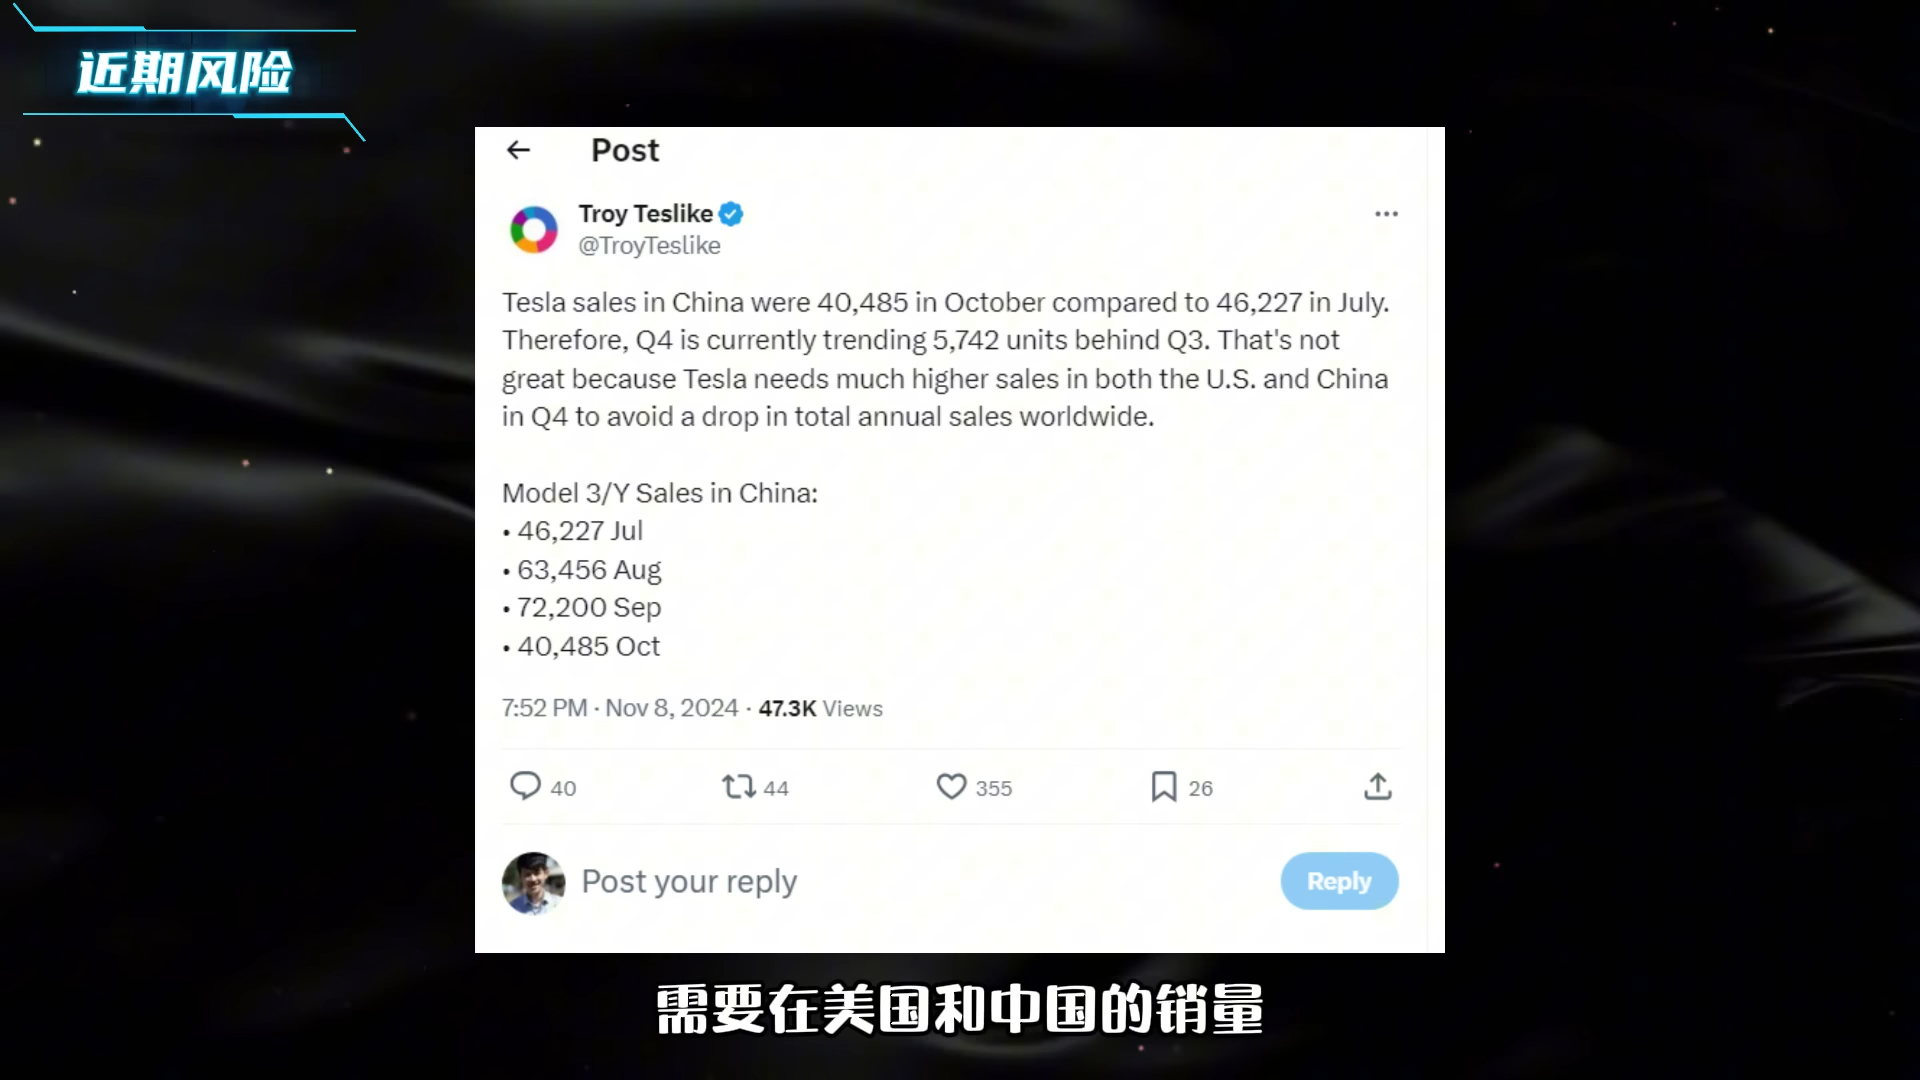 近期风险
Post
Troy Teslike
@TroyTeslike
Tesla sales in China were 40,485 in October compared to 46,227 in July.
Therefore, Q4 is currently trending 5,742 units behind Q3. That's not
great because Tesla needs much higher sales in both the U.S. and China
in Q4 to avoid a drop in total annual sales worldwide.
Model 3/Y Sales in China:
• 46,227 Jul
• 63,456 Aug
• 72,200 Sep
• 40,485 Oct
7:52 PM · Nov 8, 2024 · 47.3K Views
40 44 355 26
Post your reply
Reply
需要在美国和中国的销量